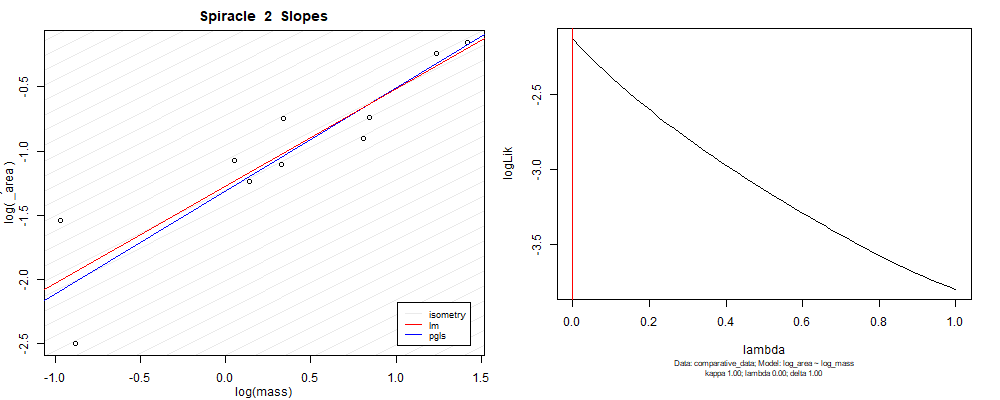 Spiracle 2 Slopes
-0.5
-1.0
-1.5
-2.0
-2.5
log(_area)
-1.0 -0.5 0.0 0.5 1.0 1.5
log(mass)
isometry
lm
pgls
-2.5
-3.0
-3.5
logLik
0.0 0.2 0.4 0.6 0.8 1.0
lambda
Data: comparative_data; Model: log_area ~ log_mass
kappa 1.00; lambda 0.00; delta 1.00